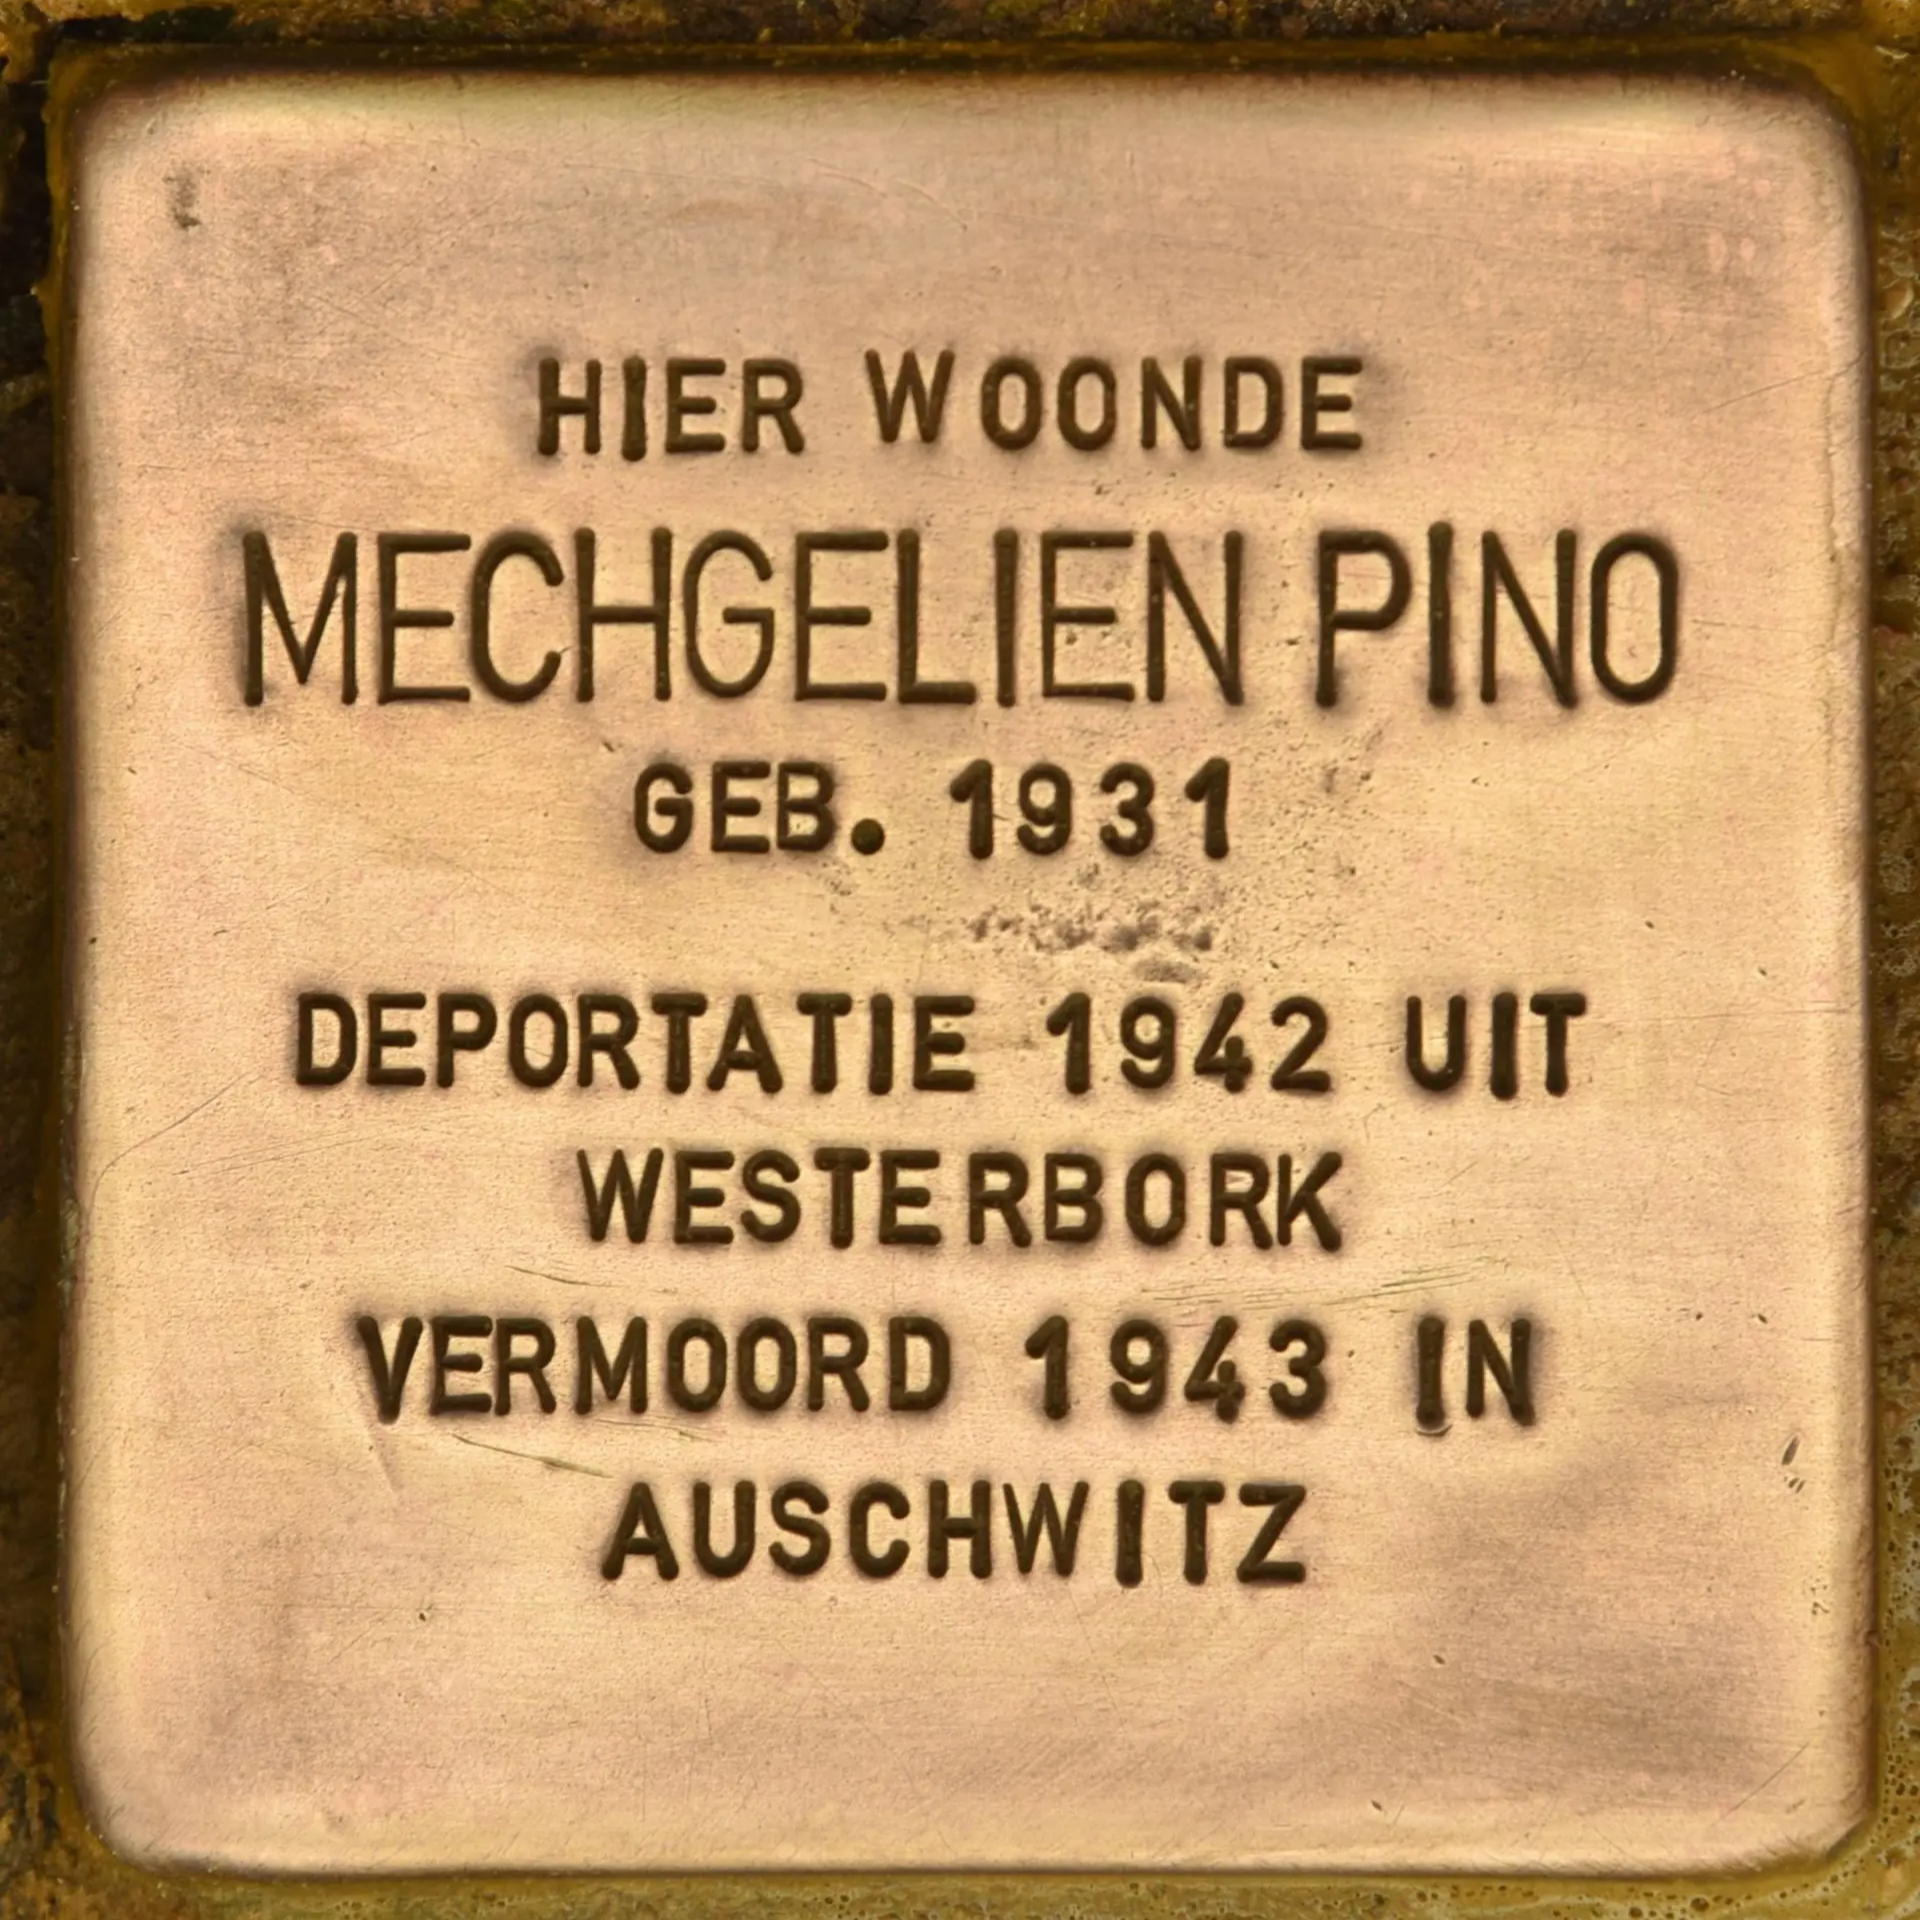 HIER WOONDE
MECHGELIEN PINO
GEB. 1931
DEPORTATIE 1942 UIT
WESTERBORK
VERMOORD 1943 IN
AUSCHWITZ